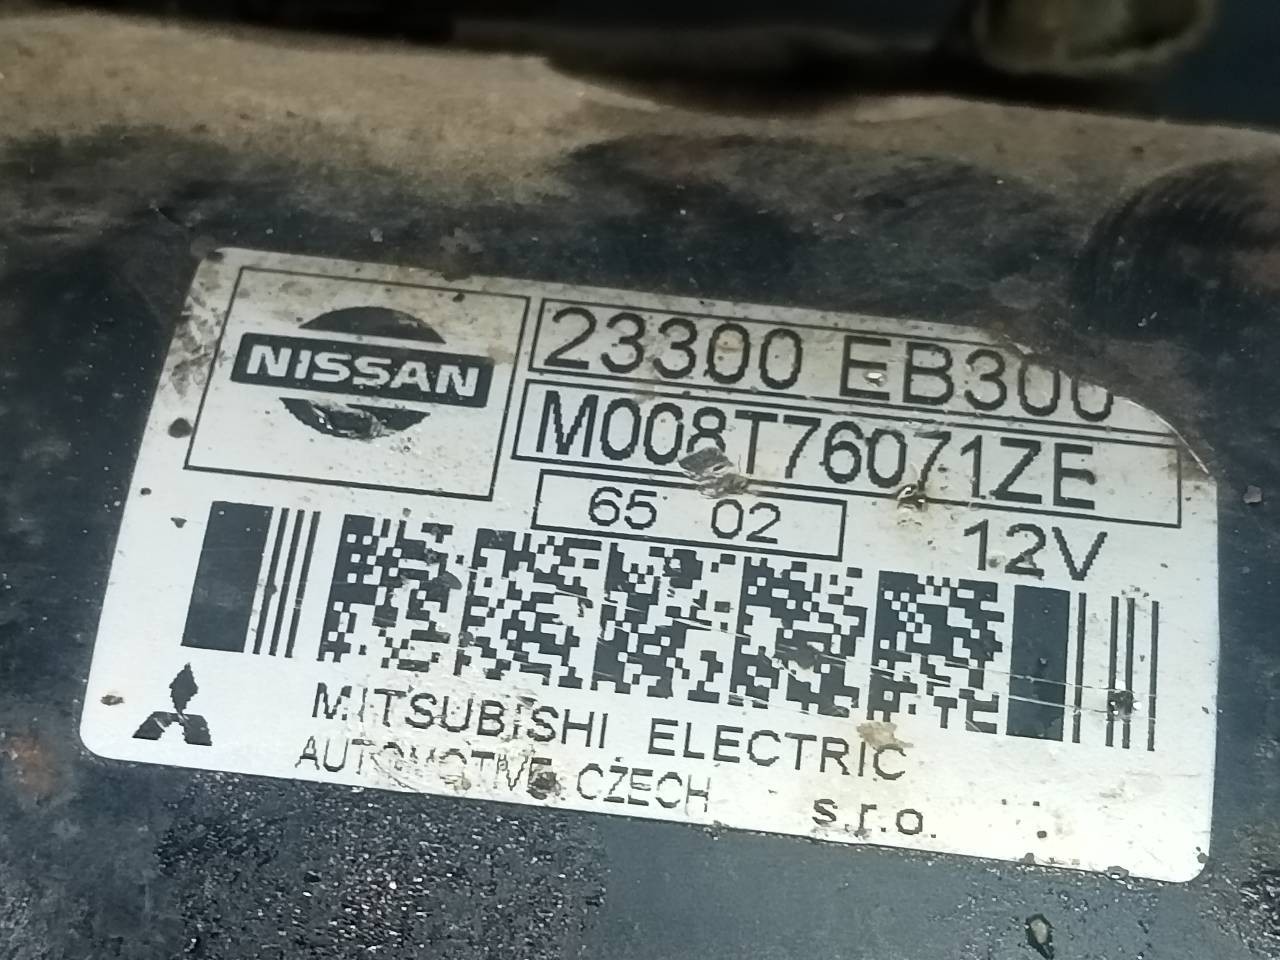 NISSAN
23300 EB300
M008T76071ZE
65 02
12V
MITSUBISHI ELECTRIC
AUTOMOTIVE CZECH s.r.o.